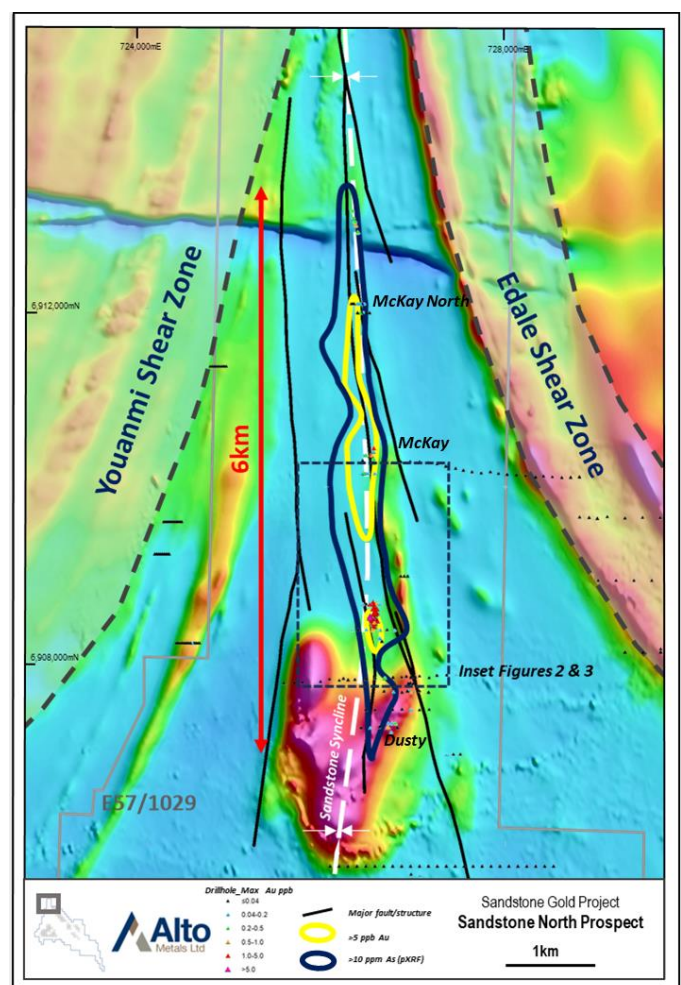 724,000mE
728,000mE
6,912,000mN
McKay North
Youanmi Shear Zone
Edale Shear Zone
6km
McKay
6,908,000mN
Inset Figures 2 & 3
Sandstone Syncline
Dusty
E57/1029
Drillhole_Max Au ppb
≤0.04
0.04-0.2
0.2-0.5
0.5-1.0
1.0-5.0
>5.0
Alto
Metals Ltd
Major fault/structure
>5 ppb Au
>10 ppm As (pXRF)
Sandstone Gold Project
Sandstone North Prospect
1km